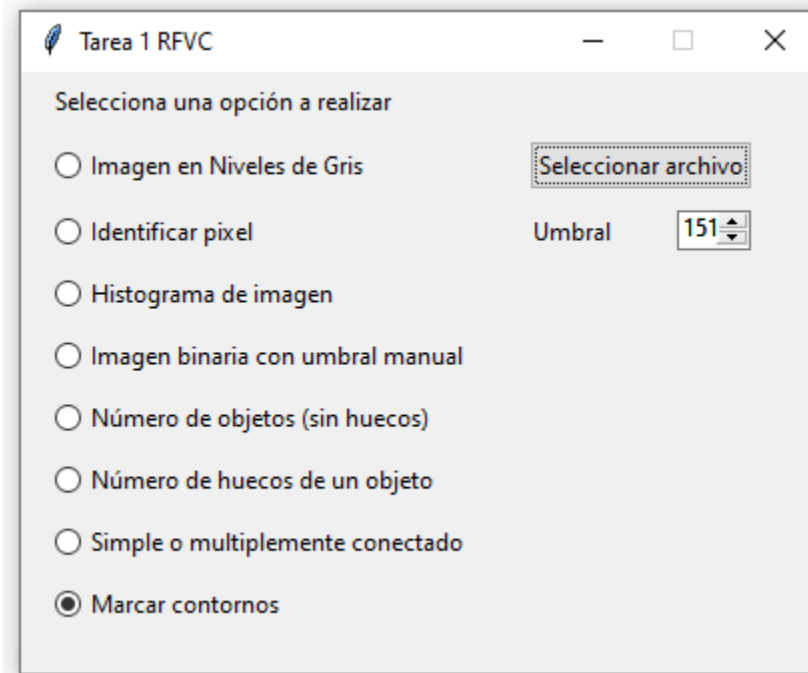 Tarea 1 RFVC
Selecciona una opción a realizar
Imagen en Niveles de Gris
Seleccionar archivo
Identificar pixel
Umbral
151
Histograma de imagen
Imagen binaria con umbral manual
Número de objetos (sin huecos)
Número de huecos de un objeto
Simple o multiplemente conectado
Marcar contornos